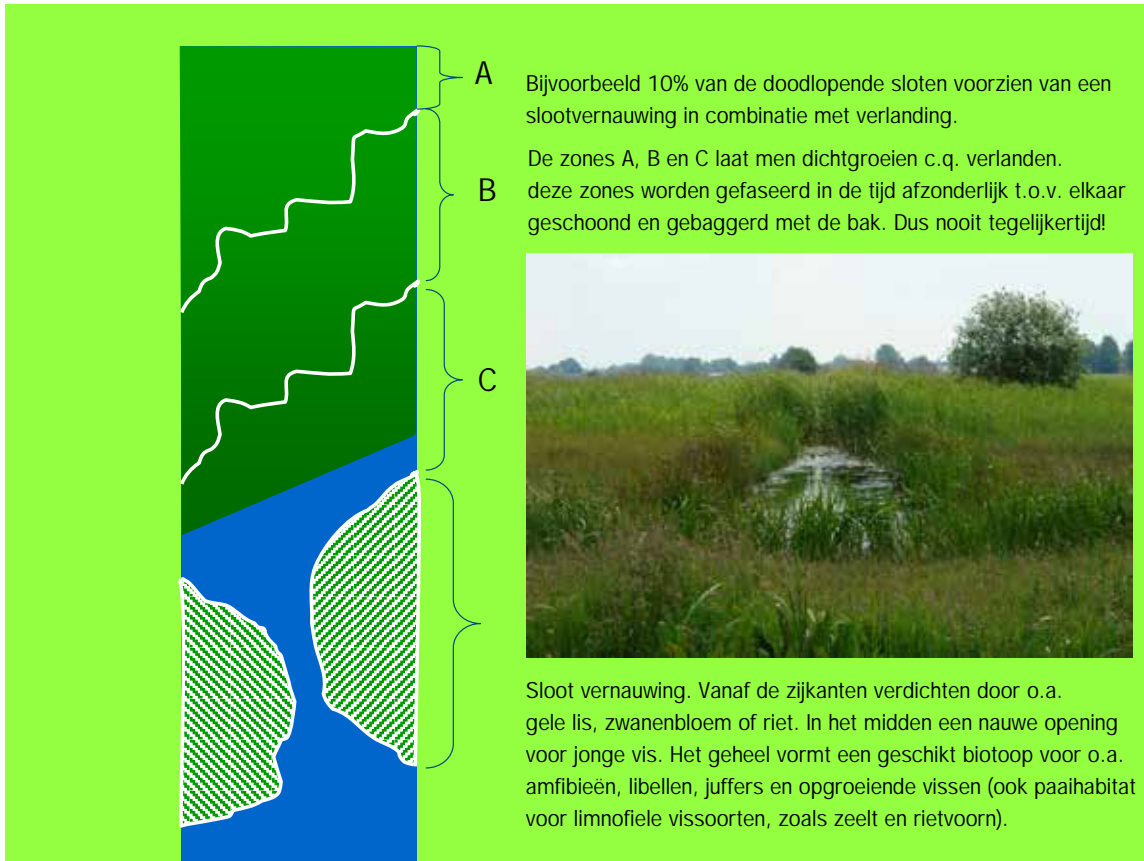 A
B
C
Bijvoorbeeld 10% van de doodlopende sloten voorzien van een
slootvernauwing in combinatie met verlanding.
De zones A, B en C laat men dichtgroeien c.q. verlanden.
deze zones worden gefaseerd in de tijd afzonderlijk t.o.v. elkaar
geschoond en gebaggerd met de bak. Dus nooit tegelijkertijd!
Sloot vernauwing. Vanaf de zijkanten verdichten door o.a.
gele lis, zwanenbloem of riet. In het midden een nauwe opening
voor jonge vis. Het geheel vormt een geschikt biotoop voor o.a.
amfibieën, libellen, juffers en opgroeiende vissen (ook paaihabitat
voor limnofiele vissoorten, zoals zeelt en rietvoorn).